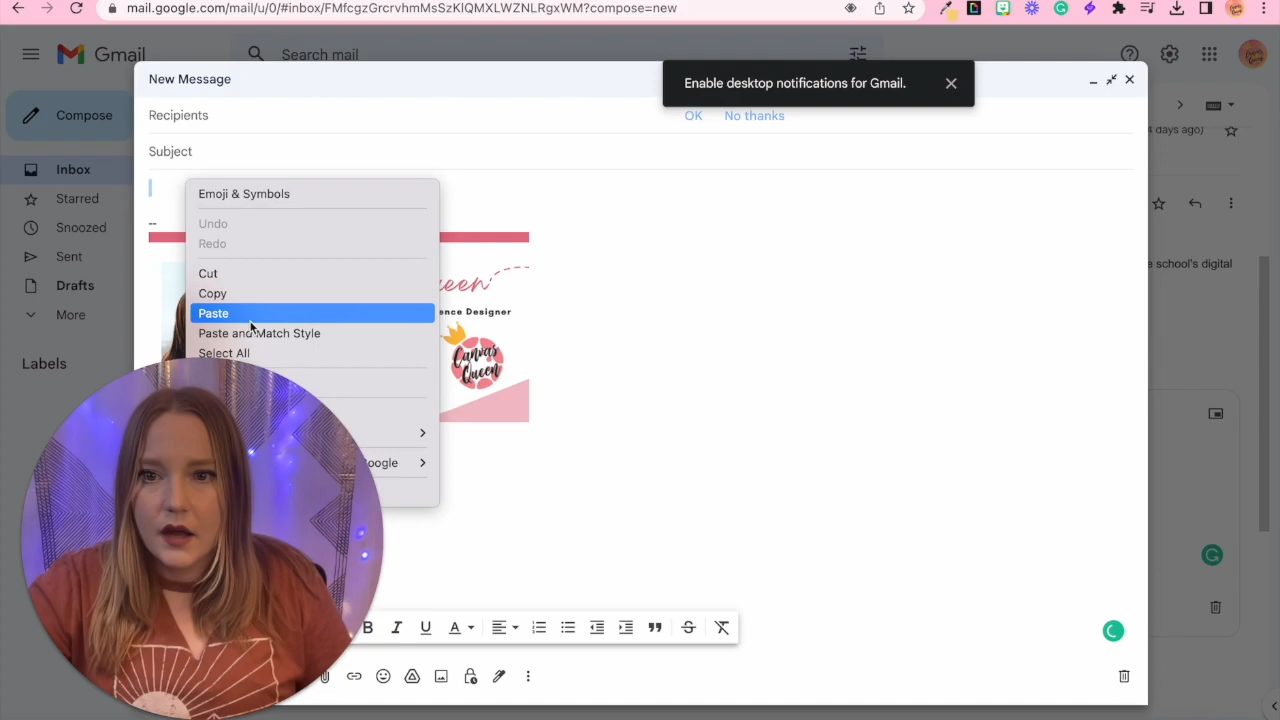 mail.google.com/mail/u/0/#inbox/FMfcgzGrcrvhmMsSzKlQMXLWZNLRgxWM?compose=new
Gmail
Search mail
New Message
Enable desktop notifications for Gmail.
OK
No thanks
Compose
Recipients
4 days ago)
Subject
Inbox
Starred
Snoozed
Sent
Drafts
More
Labels
Emoji & Symbols
Undo
Redo
Cut
Copy
Paste
Paste and Match Style
Select All
oogle
--
ueen
ence Designer
Canvas
Queen
e school's digital
B I U A